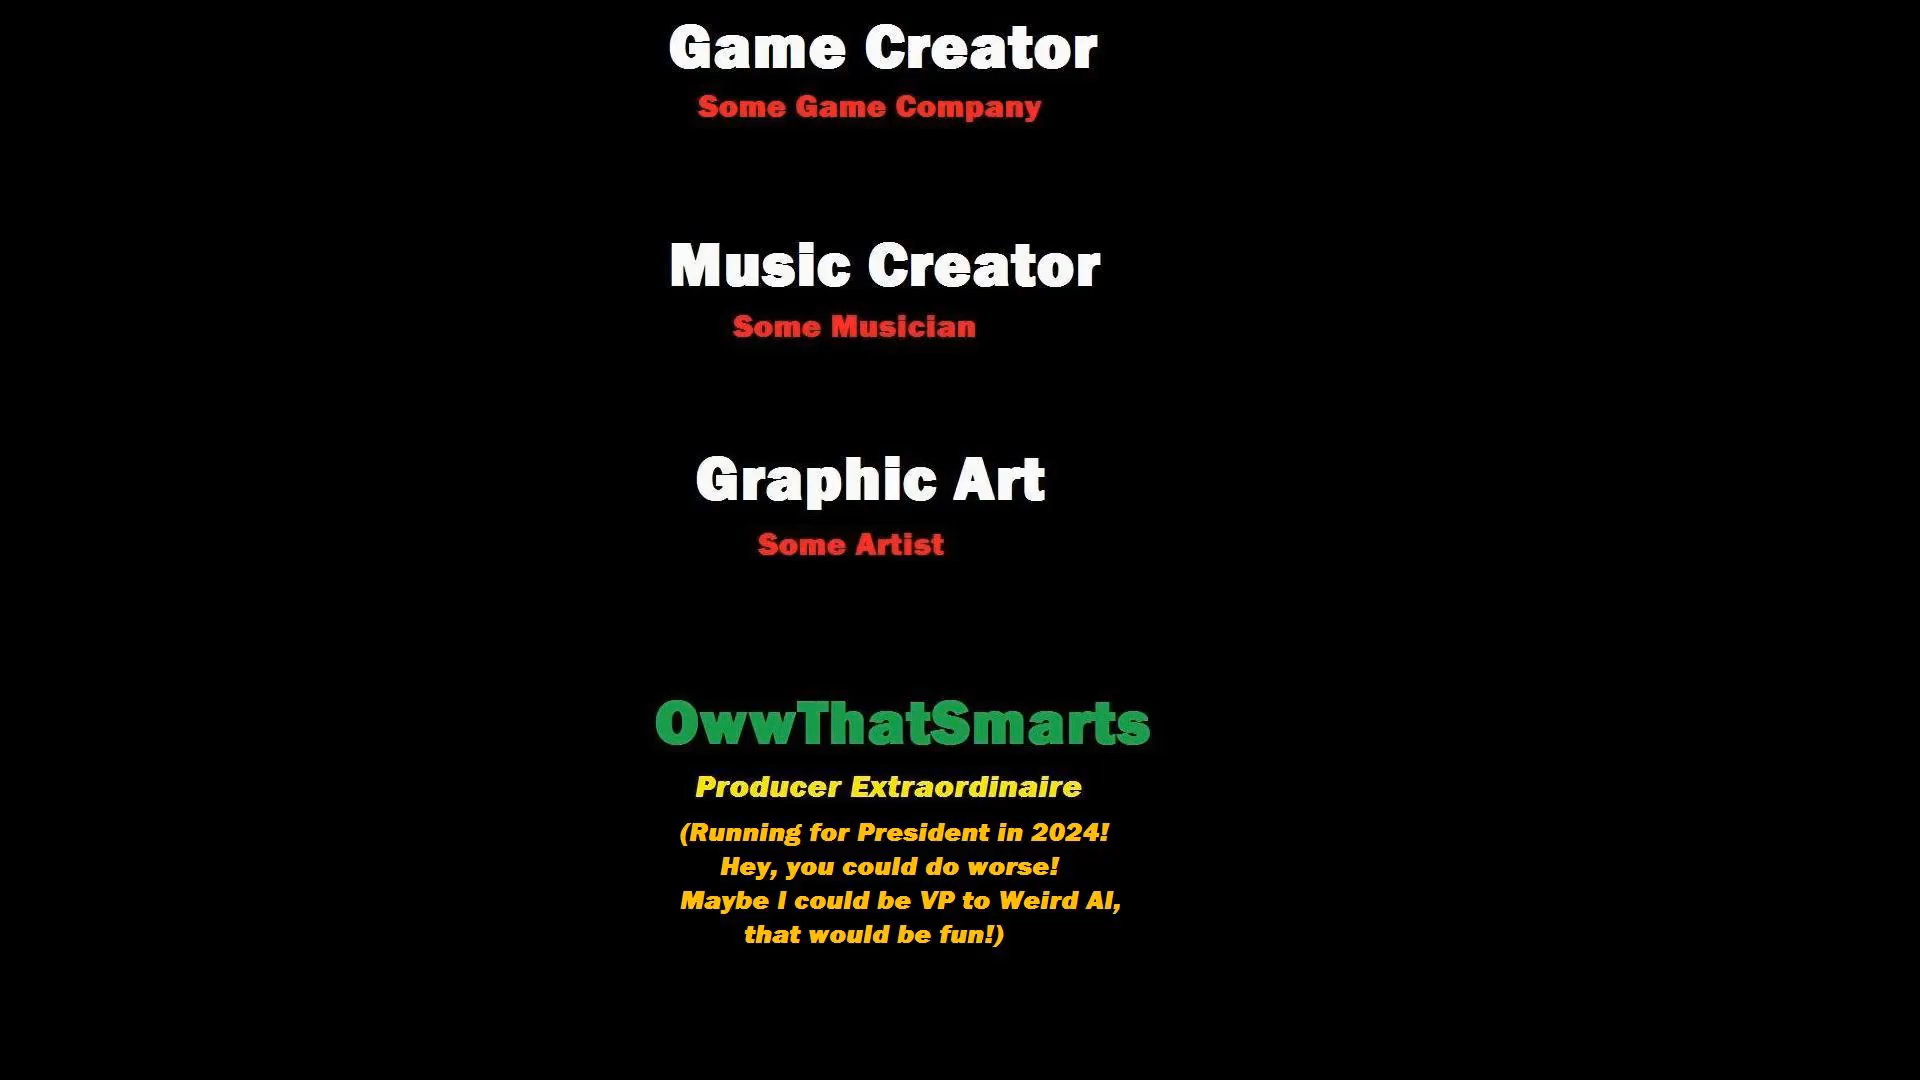 Game Creator
Some Game Company
Music Creator
Some Musician
Graphic Art
Some Artist
OwwThatSmarts
Producer Extraordinaire
(Running for President in 2024!
Hey, you could do worse!
Maybe I could be VP to Weird Al,
that would be fun!)